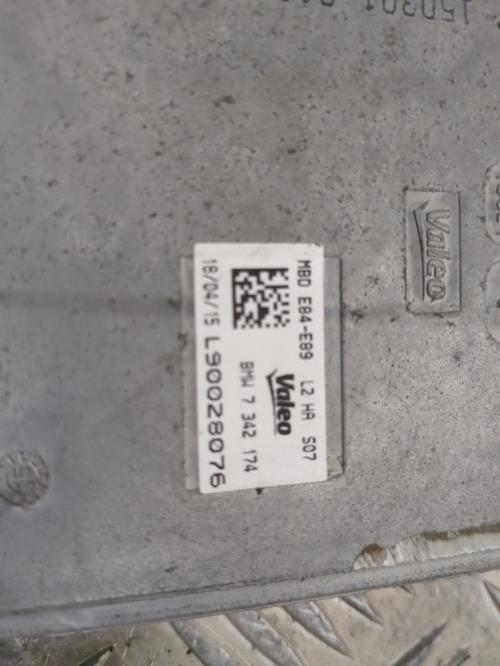 MBD E84-E89 L2 HA S07
Valeo
BMW 7 342 174
18/04/15 L90028076
Valeo